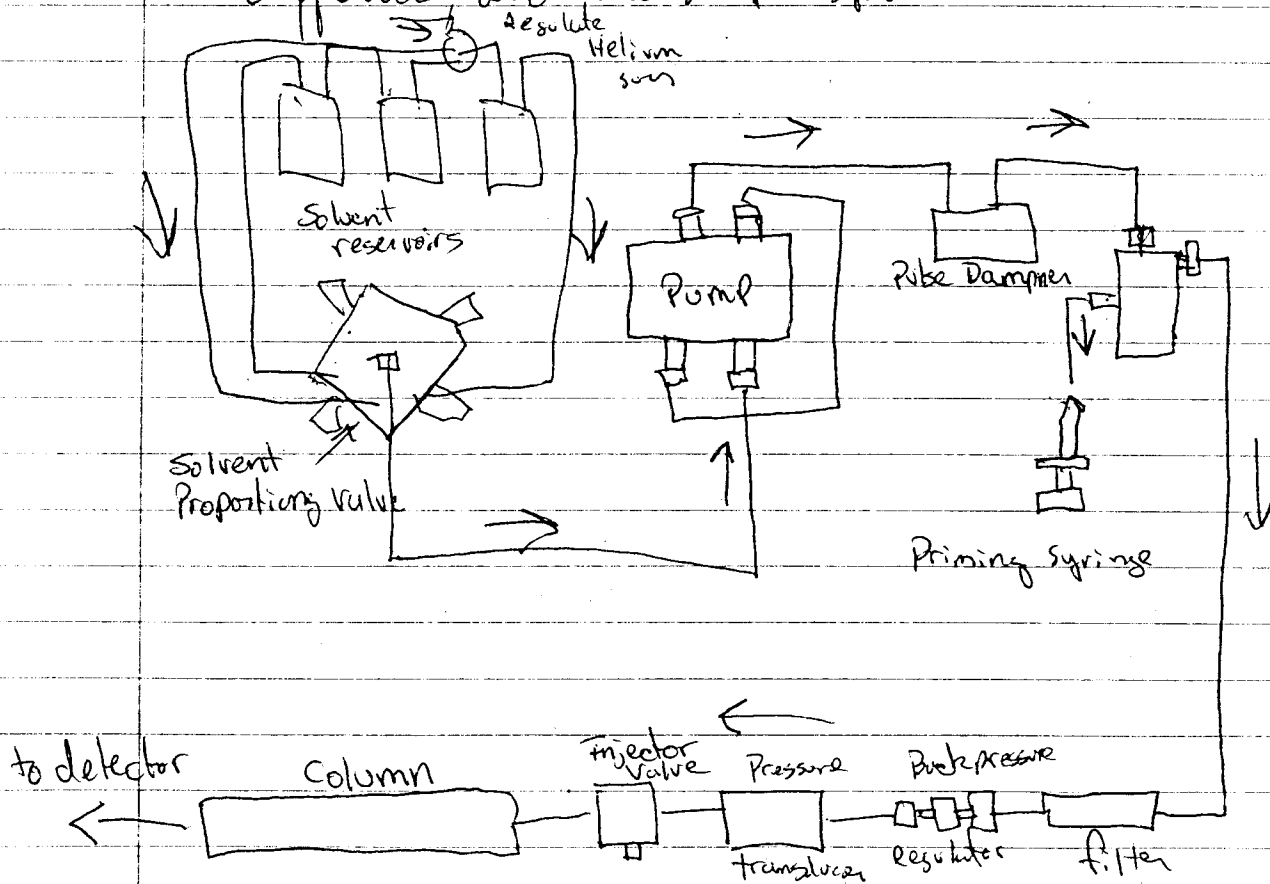 Regulate
Helium
Solvent
reservoirs
Pump
Pulse Dampner
Solvent
Proportiong Valve
Priming Syringe
to detector
Column
Injector
Valve
Pressure
transducer
Backpressure
regulator
filter